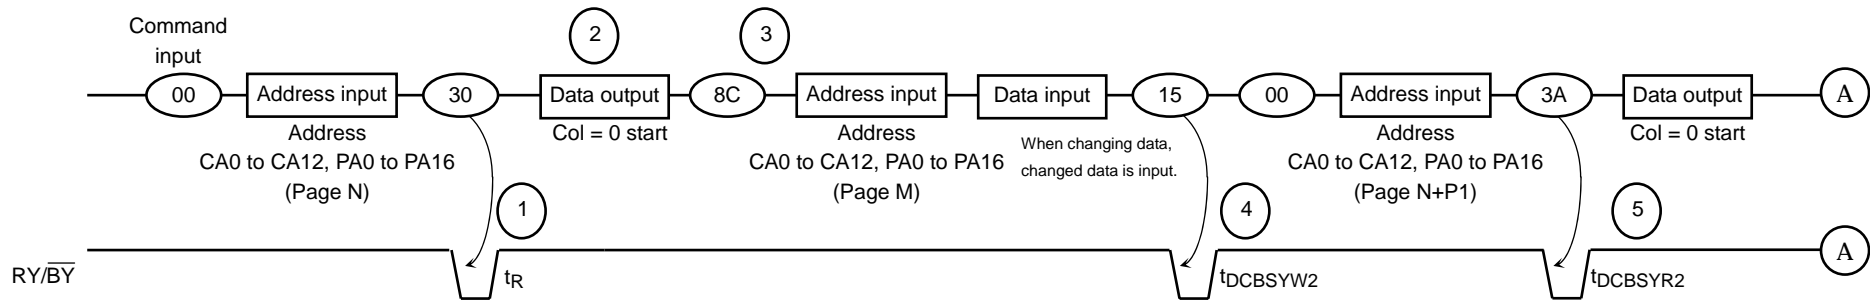 Command
input
2
3
00
Address input
30
Data output
8C
Address input
Data input
15
00
Address input
3A
Data output
A
Address
CA0 to CA12, PA0 to PA16
(Page N)
Col = 0 start
Address
CA0 to CA12, PA0 to PA16
(Page M)
When changing data,
changed data is input.
Address
CA0 to CA12, PA0 to PA16
(Page N+P1)
Col = 0 start
1
4
5
RY/BY
tR
tDCBSYW2
tDCBSYR2
A